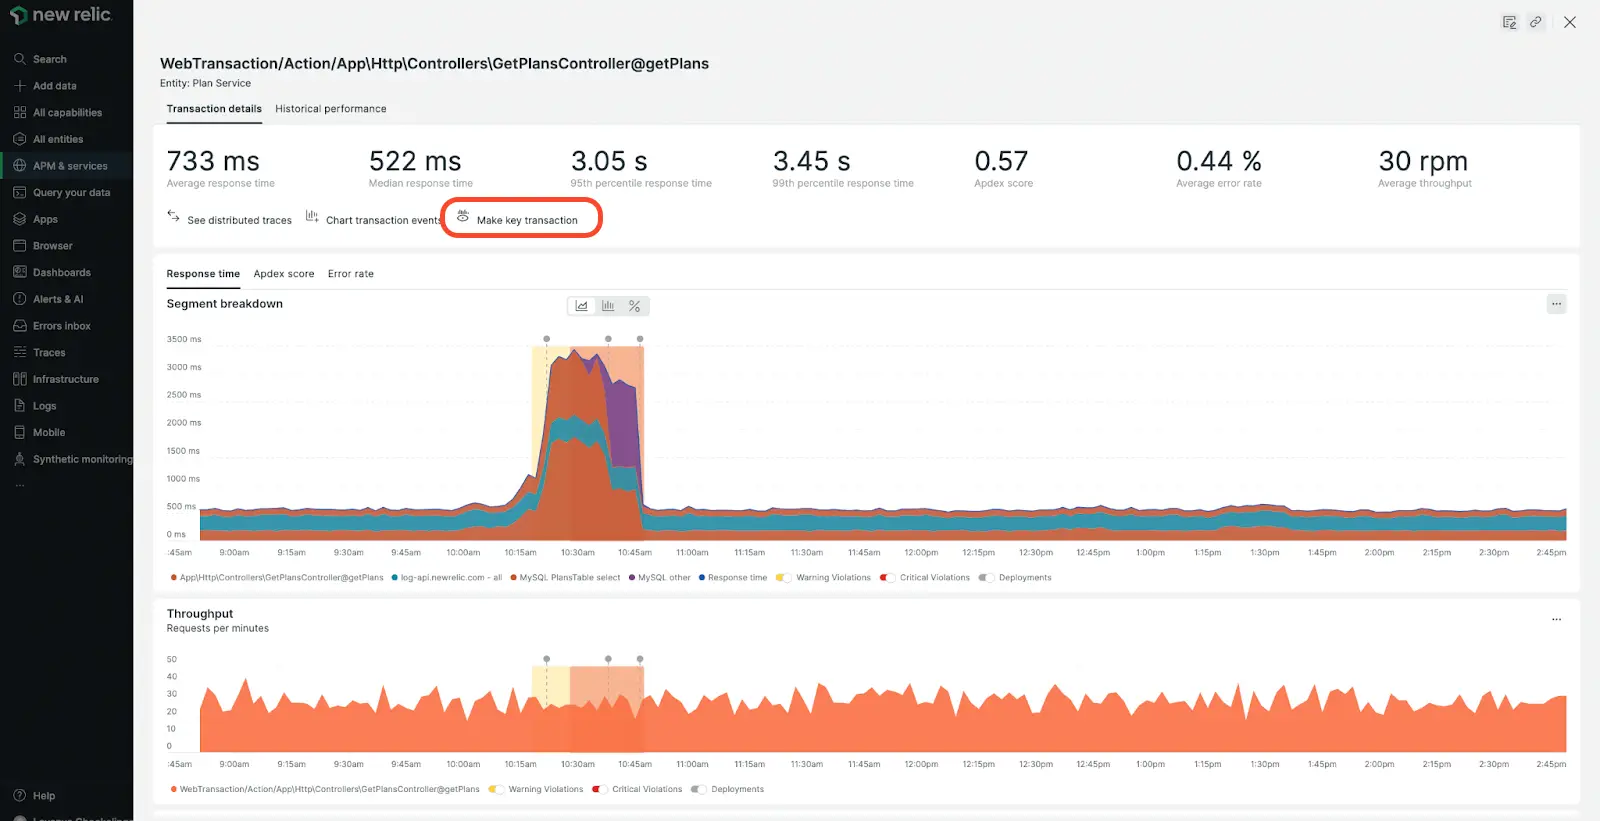 new relic.
Search
Add data
All capabilities
All entities
APM & services
Query your data
Apps
Browser
Dashboards
Alerts & AI
Errors inbox
Traces
Infrastructure
Logs
Mobile
Synthetic monitoring
...
Help
WebTransaction/Action/App\Http\Controllers\GetPlansController@getPlans
Entity: Plan Service
Transaction details Historical performance
733 ms 522 ms 3.05 s 3.45 s 0.57 0.44 % 30 rpm
Average response time Median response time 95th percentile response time 99th percentile response time Apdex score Average error rate Average throughput
See distributed traces Chart transaction events Make key transaction
Response time Apdex score Error rate
Segment breakdown
%
...
3500 ms
3000 ms
2500 ms
2000 ms
1500 ms
1000 ms
500 ms
0 ms
:45am 9:00am 9:15am 9:30am 9:45am 10:00am 10:15am 10:30am 10:45am 11:00am 11:15am 11:30am 11:45am 12:00pm 12:15pm 12:30pm 12:45pm 1:00pm 1:15pm 1:30pm 1:45pm 2:00pm 2:15pm 2:30pm 2:45pm
App\Http\Controllers\GetPlansController@getPlans log-api.newrelic.com - all MySQL PlansTable select MySQL other Response time Warning Violations Critical Violations Deployments
Throughput
Requests per minutes
...
50
40
30
20
10
0
:45am 9:00am 9:15am 9:30am 9:45am 10:00am 10:15am 10:30am 10:45am 11:00am 11:15am 11:30am 11:45am 12:00pm 12:15pm 12:30pm 12:45pm 1:00pm 1:15pm 1:30pm 1:45pm 2:00pm 2:15pm 2:30pm 2:45pm
WebTransaction/Action/App\Http\Controllers\GetPlansController@getPlans Warning Violations Critical Violations Deployments